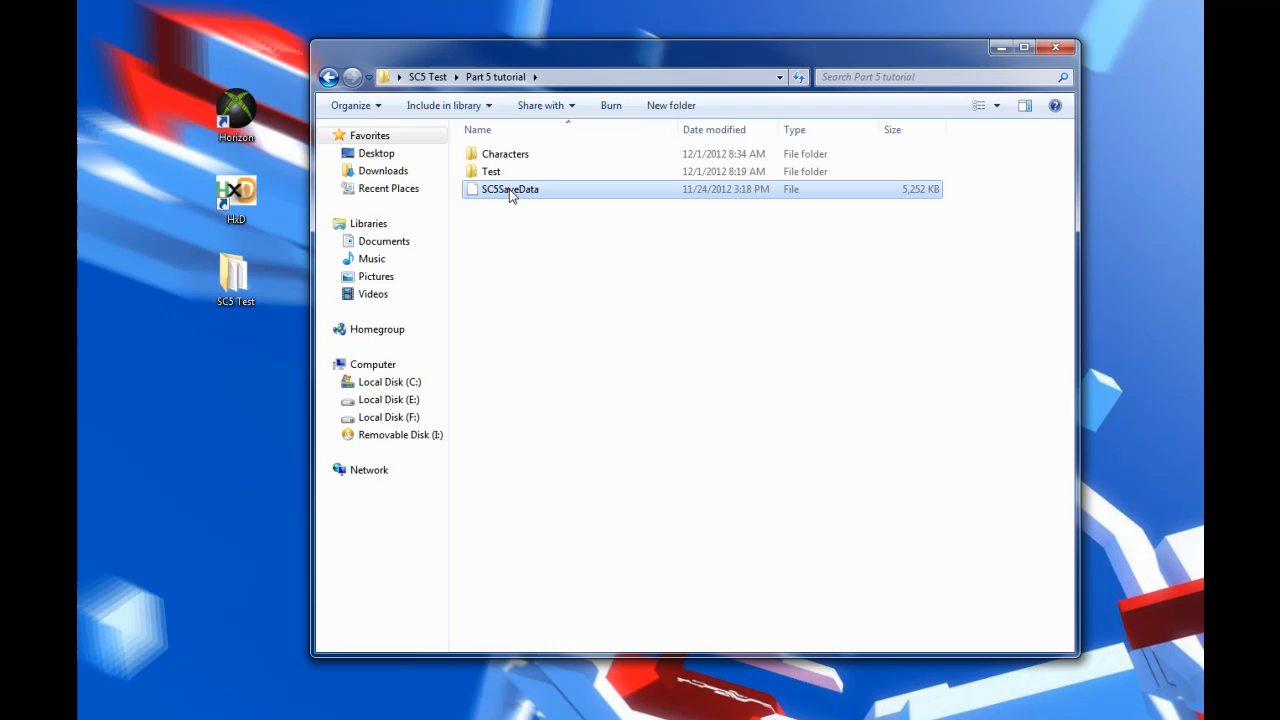 Horizon
HxD
SC5 Test
SC5 Test Part 5 tutorial
Search Part 5 tutorial
Organize Include in library Share with Burn New folder
Favorites
Desktop
Downloads
Recent Places
Libraries
Documents
Music
Pictures
Videos
Homegroup
Computer
Local Disk (C:)
Local Disk (E:)
Local Disk (F:)
Removable Disk (I:)
Network
Name Date modified Type Size
Characters 12/1/2012 8:34 AM File folder
Test 12/1/2012 8:19 AM File folder
SC5SaveData 11/24/2012 3:18 PM File 5,252 KB